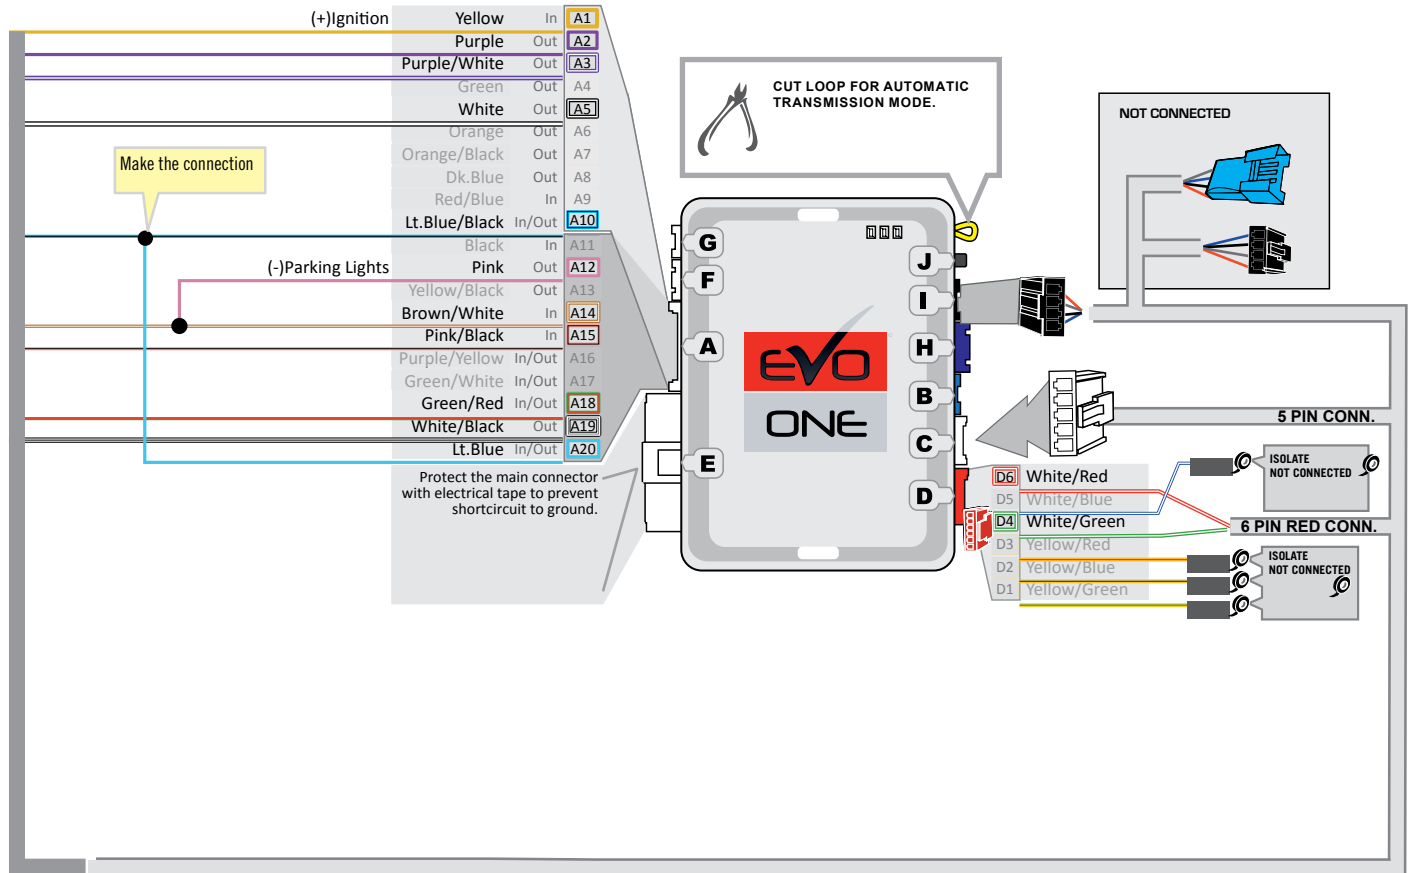 (+)Ignition Yellow In A1
Purple Out A2
Purple/White Out A3
Green Out A4
White Out A5
Orange Out A6
Orange/Black Out A7
Dk.Blue Out A8
Red/Blue In A9
Lt.Blue/Black In/Out A10
Black In A11
(-)Parking Lights Pink Out A12
Yellow/Black Out A13
Brown/White In A14
Pink/Black In A15
Purple/Yellow In/Out A16
Green/White In/Out A17
Green/Red In/Out A18
White/Black Out A19
Lt.Blue In/Out A20
Make the connection
Protect the main connector
with electrical tape to prevent
shortcircuit to ground.
CUT LOOP FOR AUTOMATIC
TRANSMISSION MODE.
NOT CONNECTED
G
F
A
E
J
I
H
B
C
D
EVO
ONE
5 PIN CONN.
D6 White/Red
D5 White/Blue
D4 White/Green
D3 Yellow/Red
D2 Yellow/Blue
D1 Yellow/Green
ISOLATE
NOT CONNECTED
6 PIN RED CONN.
ISOLATE
NOT CONNECTED